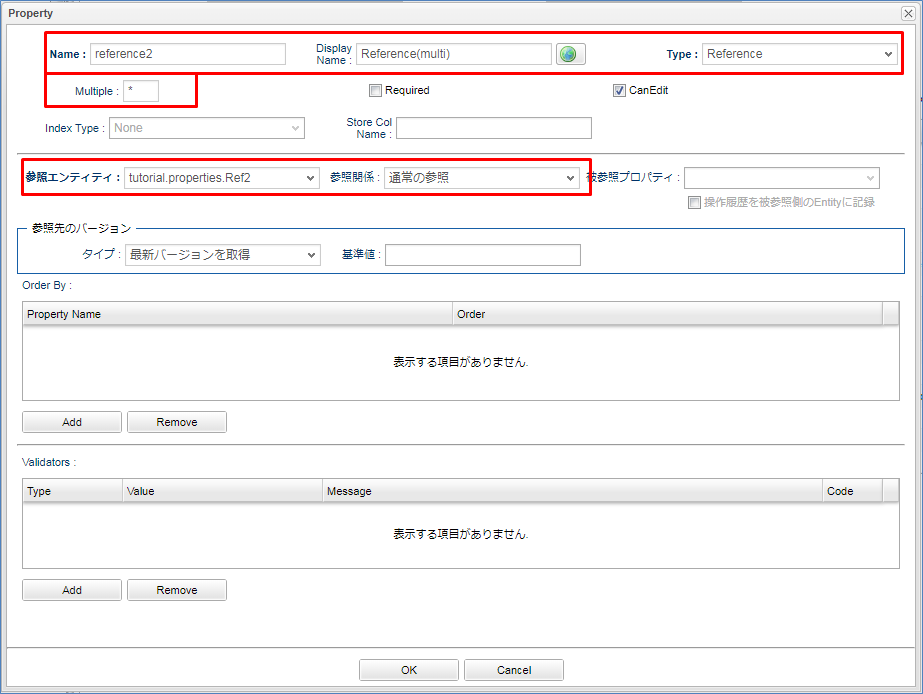 Property
Name : reference2 Display Name : Reference(multi) Type : Reference
Multiple : * Required CanEdit
Index Type : None Store Col Name :
参照エンティティ : tutorial.properties.Ref2 参照関係 : 通常の参照 被参照プロパティ :
操作履歴を被参照側のEntityに記録
参照先のバージョン
タイプ : 最新バージョンを取得 基準値 :
Order By :
Property Name Order
表示する項目がありません.
Add Remove
Validators :
Type Value Message Code
表示する項目がありません.
Add Remove
OK Cancel